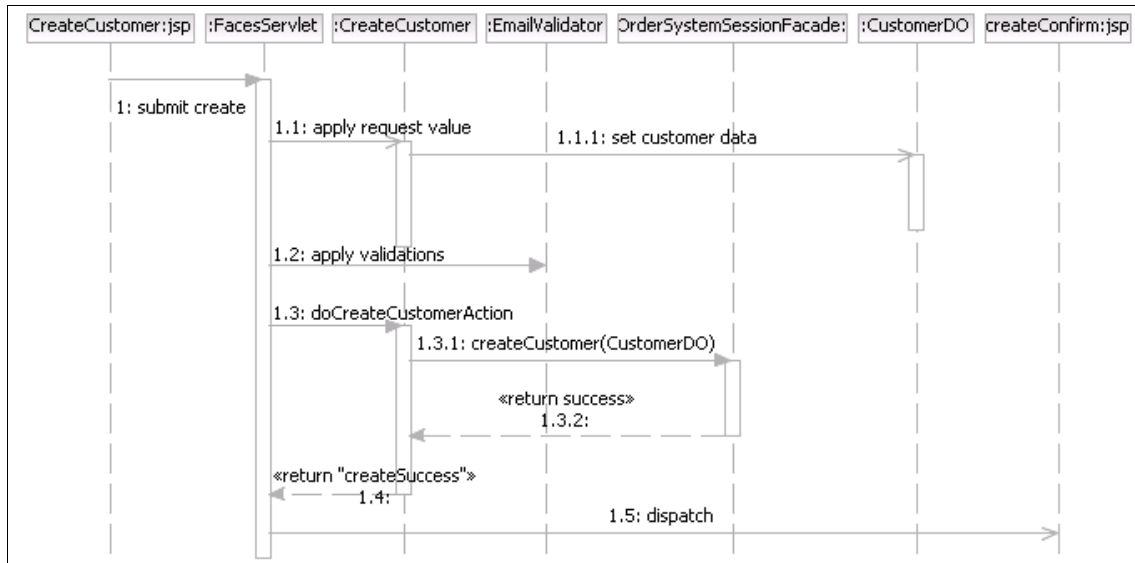 CreateCustomer:jsp
:FacesServlet
:CreateCustomer
:EmailValidator
OrderSystemSessionFacade:
:CustomerDO
createConfirm:jsp
1: submit create
1.1: apply request value
1.1.1: set customer data
1.2: apply validations
1.3: doCreateCustomerAction
1.3.1: createCustomer(CustomerDO)
«return success»
1.3.2:
«return "createSuccess"»
1.4:
1.5: dispatch